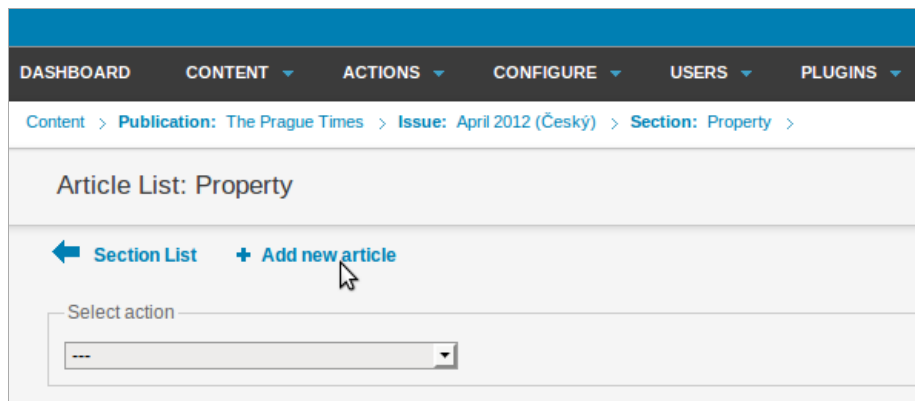 DASHBOARD CONTENT ACTIONS CONFIGURE USERS PLUGINS
Content > Publication: The Prague Times > Issue: April 2012 (Český) > Section: Property >
Article List: Property
Section List + Add new article
Select action
---